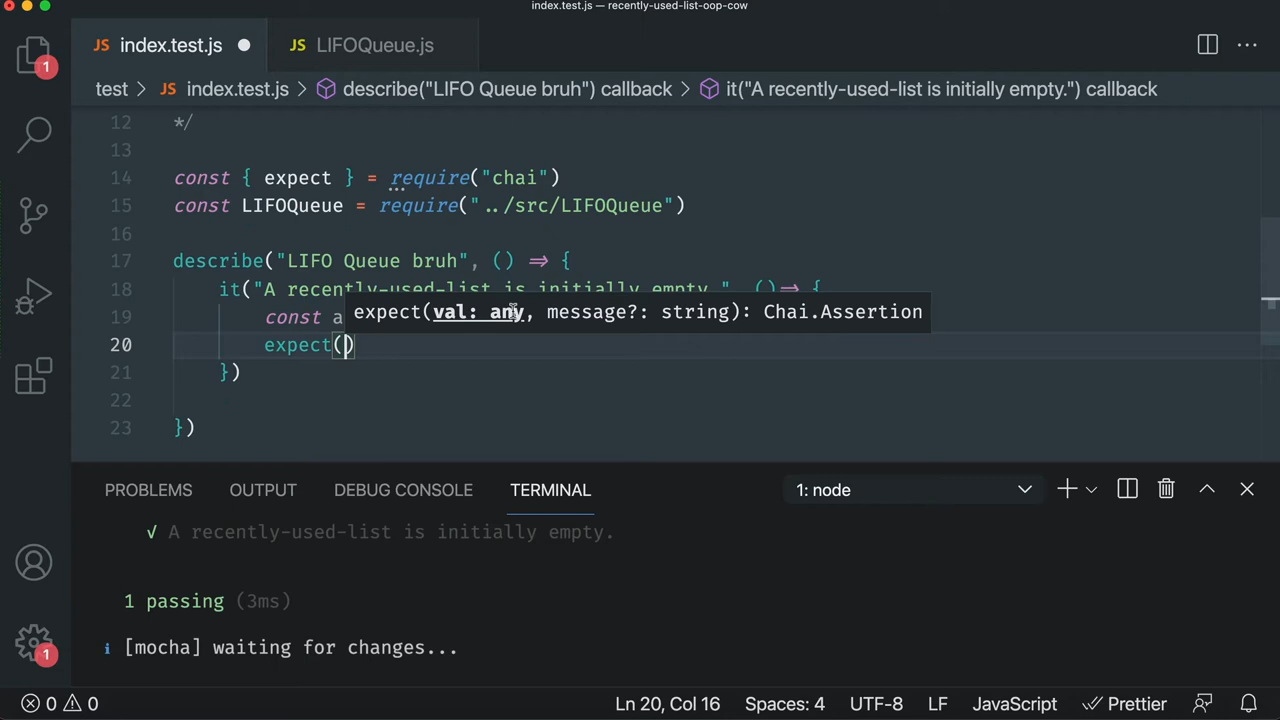 index.test.js — recently-used-list-oop-cow
JS index.test.js
JS LIFOQueue.js
test > JS index.test.js > describe("LIFO Queue bruh") callback > it("A recently-used-list is initially empty.") callback
12 */
13
14 const { expect } = require("chai")
15 const LIFOQueue = require("../src/LIFOQueue")
16
17 describe("LIFO Queue bruh", () => {
18 it("A recently-used-list is initially empty.", ()=> {
expect(val: any, message?: string): Chai.Assertion
19 const a
20 expect()
21 })
22
23 })
1
1
PROBLEMS OUTPUT DEBUG CONSOLE TERMINAL 1: node
√ A recently-used-list is initially empty.
1 passing (3ms)
i [mocha] waiting for changes...
0 0 Ln 20, Col 16 Spaces: 4 UTF-8 LF JavaScript Prettier